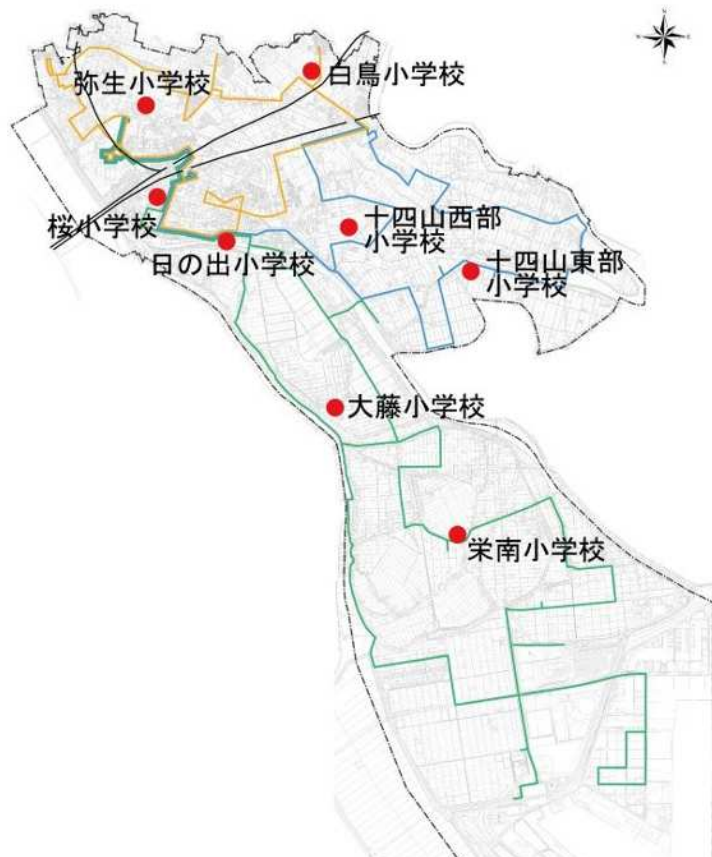 白鳥小学校
弥生小学校
桜小学校
十四山西部
小学校
日の出小学校
十四山東部
小学校
大藤小学校
栄南小学校